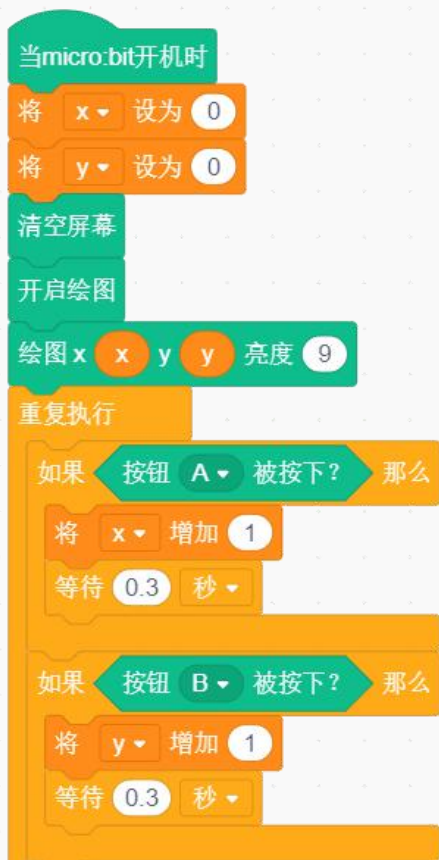 当micro:bit开机时
将 x 设为 0
将 y 设为 0
清空屏幕
开启绘图
绘图 x x y y 亮度 9
重复执行
如果 按钮 A 被按下? 那么
将 x 增加 1
等待 0.3 秒
如果 按钮 B 被按下? 那么
将 y 增加 1
等待 0.3 秒